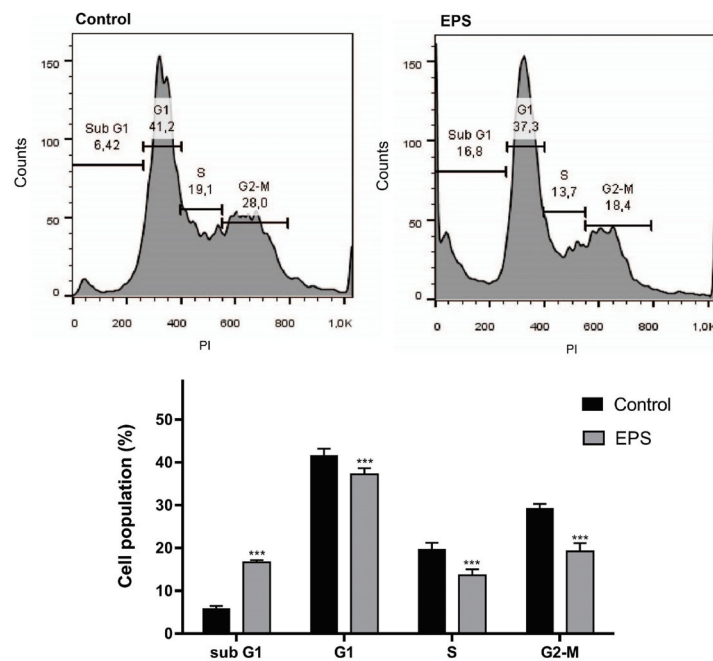 Control
EPS
150
100
50
0
Counts
Sub G1
6,42
G1
41,2
S
19,1
G2-M
28,0
0
200
400
600
800
1,0K
PI
150
100
50
0
Counts
Sub G1
16,8
G1
37,3
S
13,7
G2-M
18,4
0
200
400
600
800
1,0K
PI
50
40
30
20
10
0
Cell population (%)
Control
EPS
***
***
***
***
sub G1
G1
S
G2-M